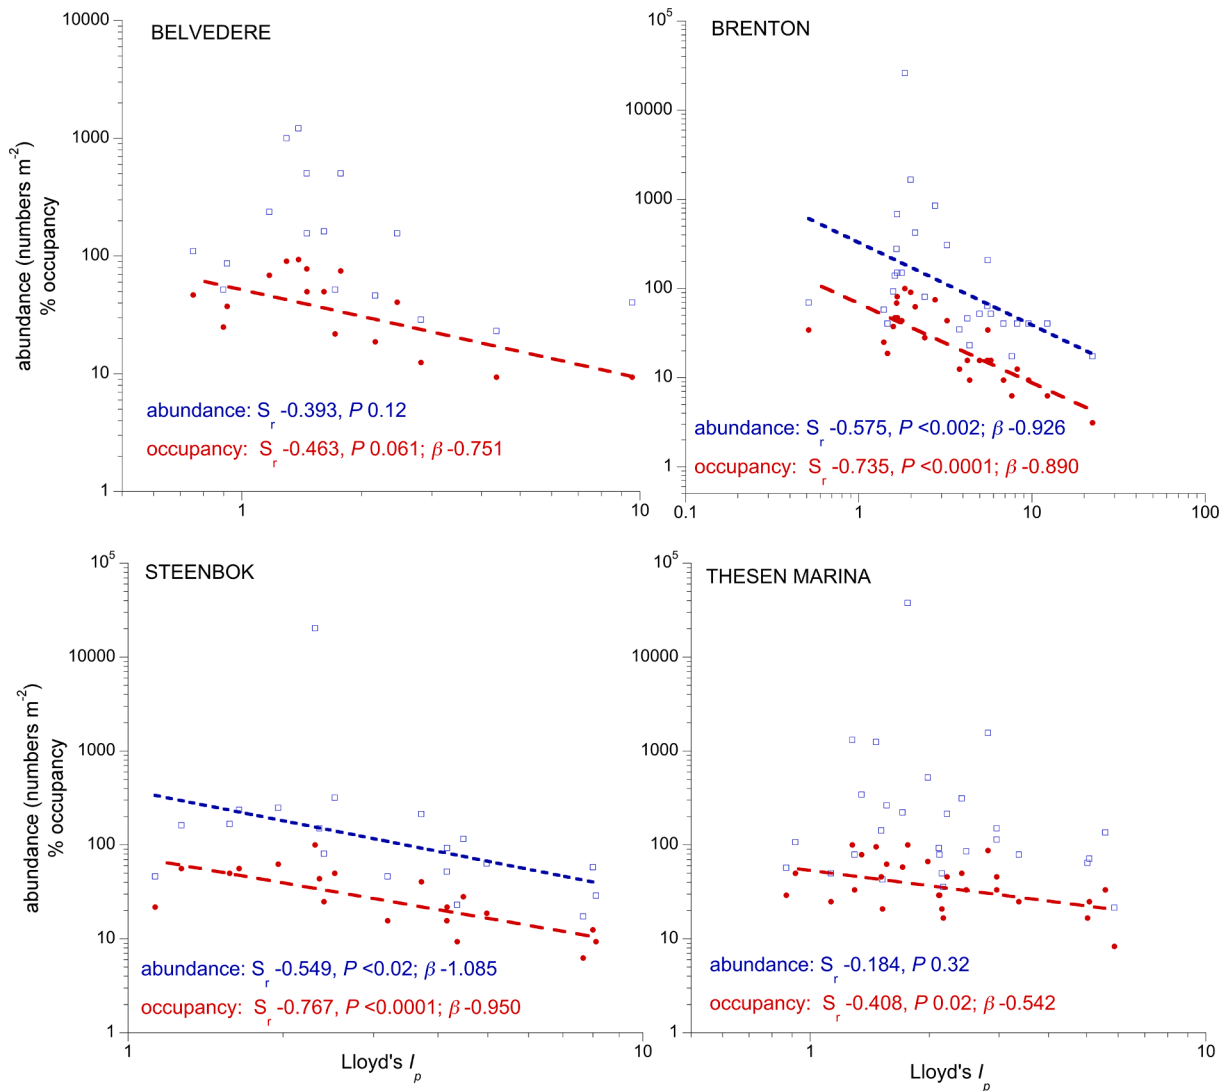 BELVEDERE
10000
1000
100
10
1
1
10
abundance (numbers m-2)
% occupancy
abundance: Sr -0.393, P 0.12
occupancy: Sr -0.463, P 0.061; β -0.751
BRENTON
10^5
10000
1000
100
10
1
0.1
1
10
100
abundance: Sr -0.575, P <0.002; β -0.926
occupancy: Sr -0.735, P <0.0001; β -0.890
STEENBOK
10^5
10000
1000
100
10
1
1
10
abundance (numbers m-2)
% occupancy
abundance: Sr -0.549, P <0.02; β -1.085
occupancy: Sr -0.767, P <0.0001; β -0.950
Lloyd's Ip
THESEN MARINA
10^5
10000
1000
100
10
1
1
10
abundance: Sr -0.184, P 0.32
occupancy: Sr -0.408, P 0.02; β -0.542
Lloyd's Ip